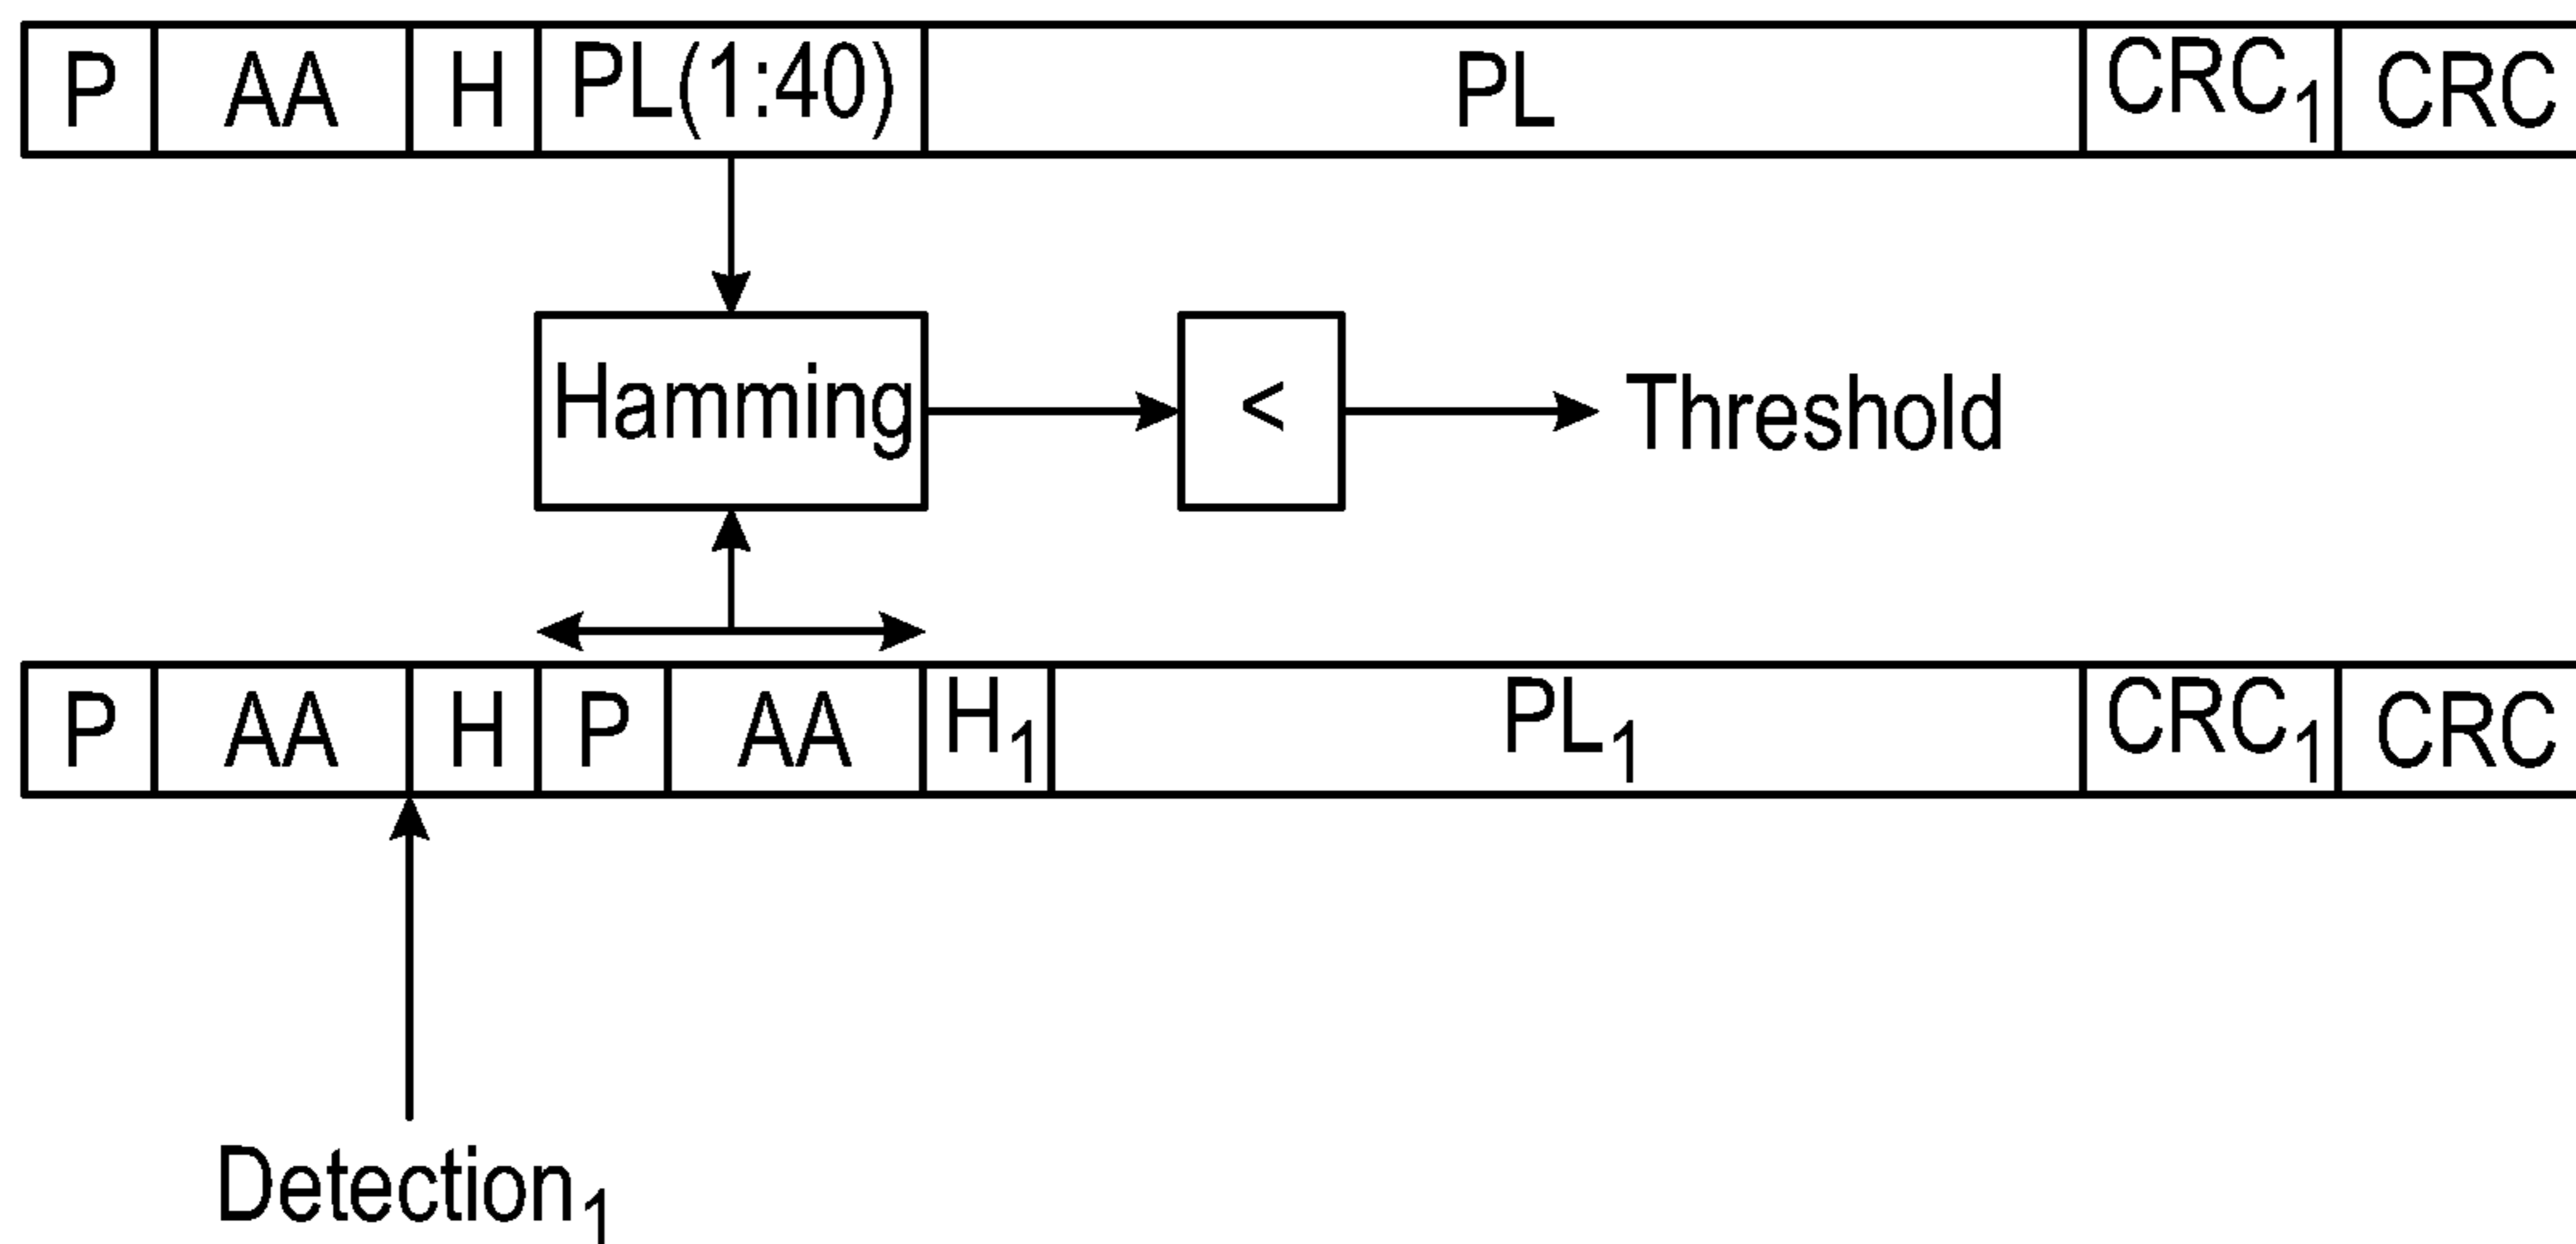 P AA H PL(1:40) PL CRC₁ CRC
Hamming < Threshold
P AA H P AA H₁ PL₁ CRC₁ CRC
Detection₁